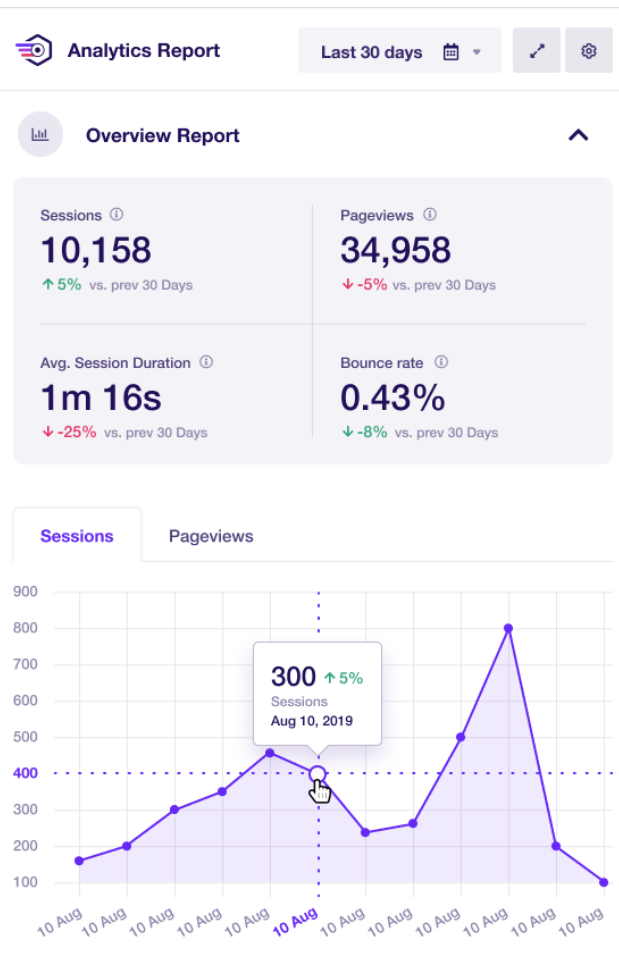 Analytics Report
Last 30 days
Overview Report
Sessions
10,158
5% vs. prev 30 Days
Pageviews
34,958
-5% vs. prev 30 Days
Avg. Session Duration
1m 16s
-25% vs. prev 30 Days
Bounce rate
0.43%
-8% vs. prev 30 Days
Sessions
Pageviews
900
800
700
600
500
400
300
200
100
300 5%
Sessions
Aug 10, 2019
10 Aug
10 Aug
10 Aug
10 Aug
10 Aug
10 Aug
10 Aug
10 Aug
10 Aug
10 Aug
10 Aug
10 Aug